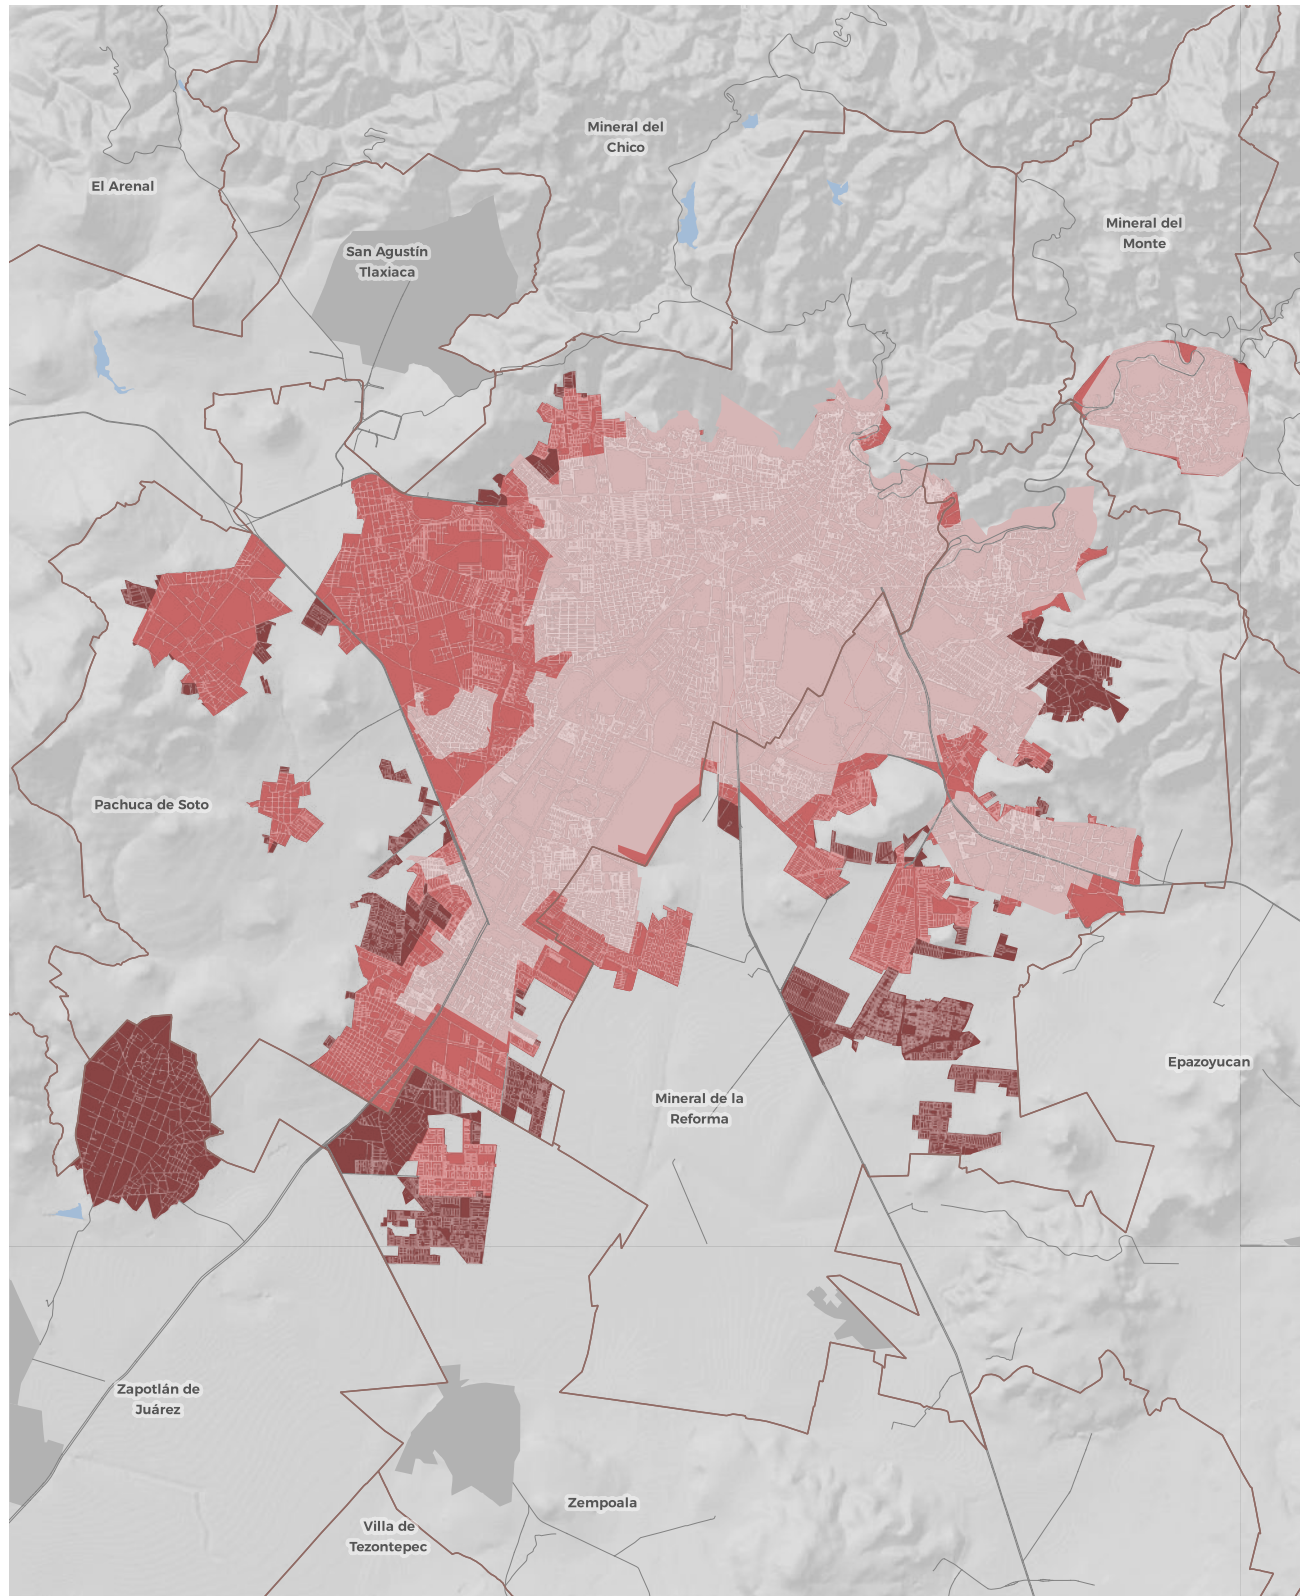 Mineral del
Chico
El Arenal
Mineral del
Monte
San Agustín
Tlaxiaca
Pachuca de Soto
Epazoyucan
Mineral de la
Reforma
Zapotlán de
Juárez
Zempoala
Villa de
Tezontepec